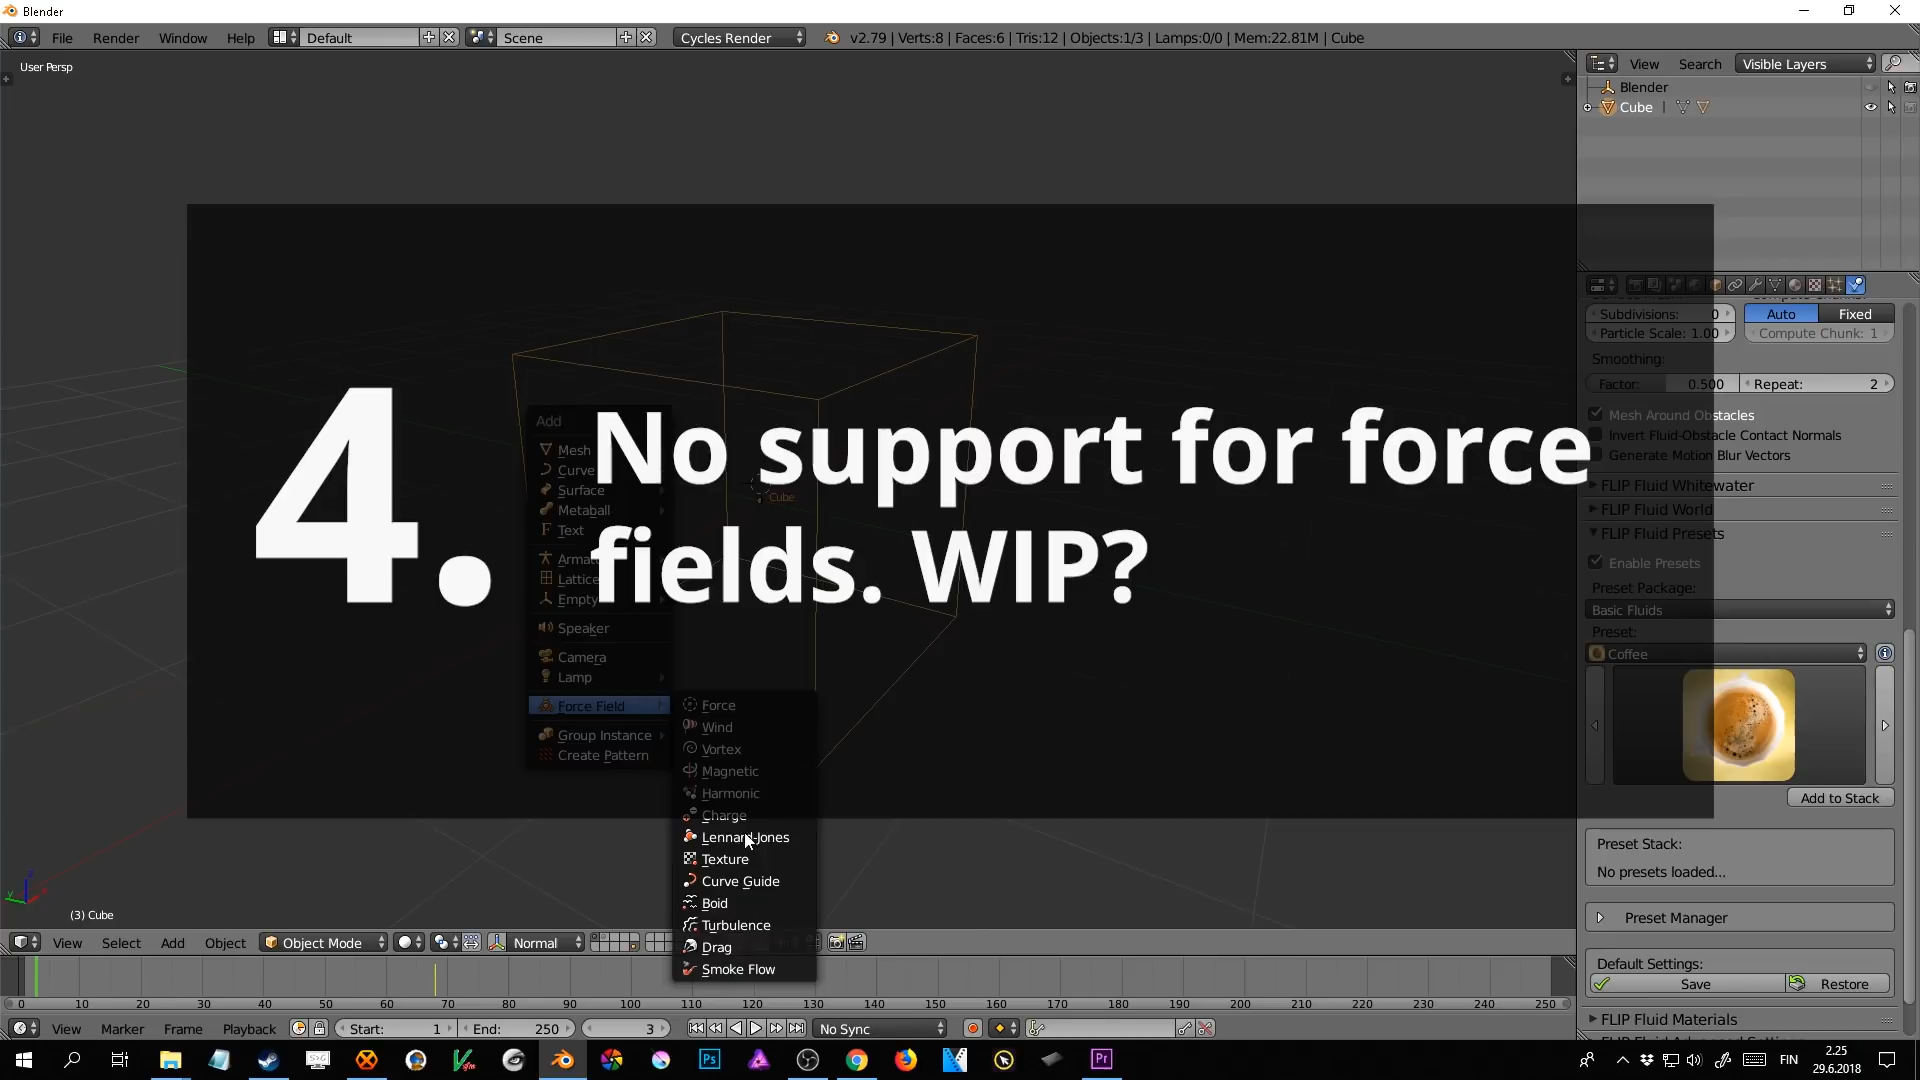 Blender
File Render Window Help Default Scene Cycles Render v2.79 | Verts:8 | Faces:6 | Tris:12 | Objects:1/3 | Lamps:0/0 | Mem:22.81M | Cube
User Persp
View Search Visible Layers
Blender
Cube
4. No support for force
fields. WIP?
Add
Mesh
Curve
Surface
Metaball
Text
Lattice
Empty
Speaker
Camera
Lamp
Force Field
Group Instance
Create Pattern
Cube
Force
Wind
Vortex
Magnetic
Harmonic
Charge
Lennard-Jones
Texture
Curve Guide
Boid
Turbulence
Drag
Smoke Flow
Subdivisions: 0 Auto Fixed
Particle Scale: 1.00 Compute Chunk: 1
Smoothing:
Factor: 0.500 Repeat: 2
Mesh Around Obstacles
Invert Fluid-Obstacle Contact Normals
Generate Motion Blur Vectors
FLIP Fluid Whitewater
FLIP Fluid World
FLIP Fluid Presets
Enable Presets
Preset Package:
Basic Fluids
Preset:
Coffee
Add to Stack
Preset Stack:
No presets loaded...
Preset Manager
Default Settings:
Save Restore
FLIP Fluid Materials
(3) Cube
View Select Add Object Object Mode Normal
0 10 20 30 40 50 60 70 80 90 100 110 120 130 140 150 160 170 180 190 200 210 220 230 240 250
View Marker Frame Playback Start: 1 End: 250 3 No Sync
Ps Pr FIN 2.25
29.6.2018